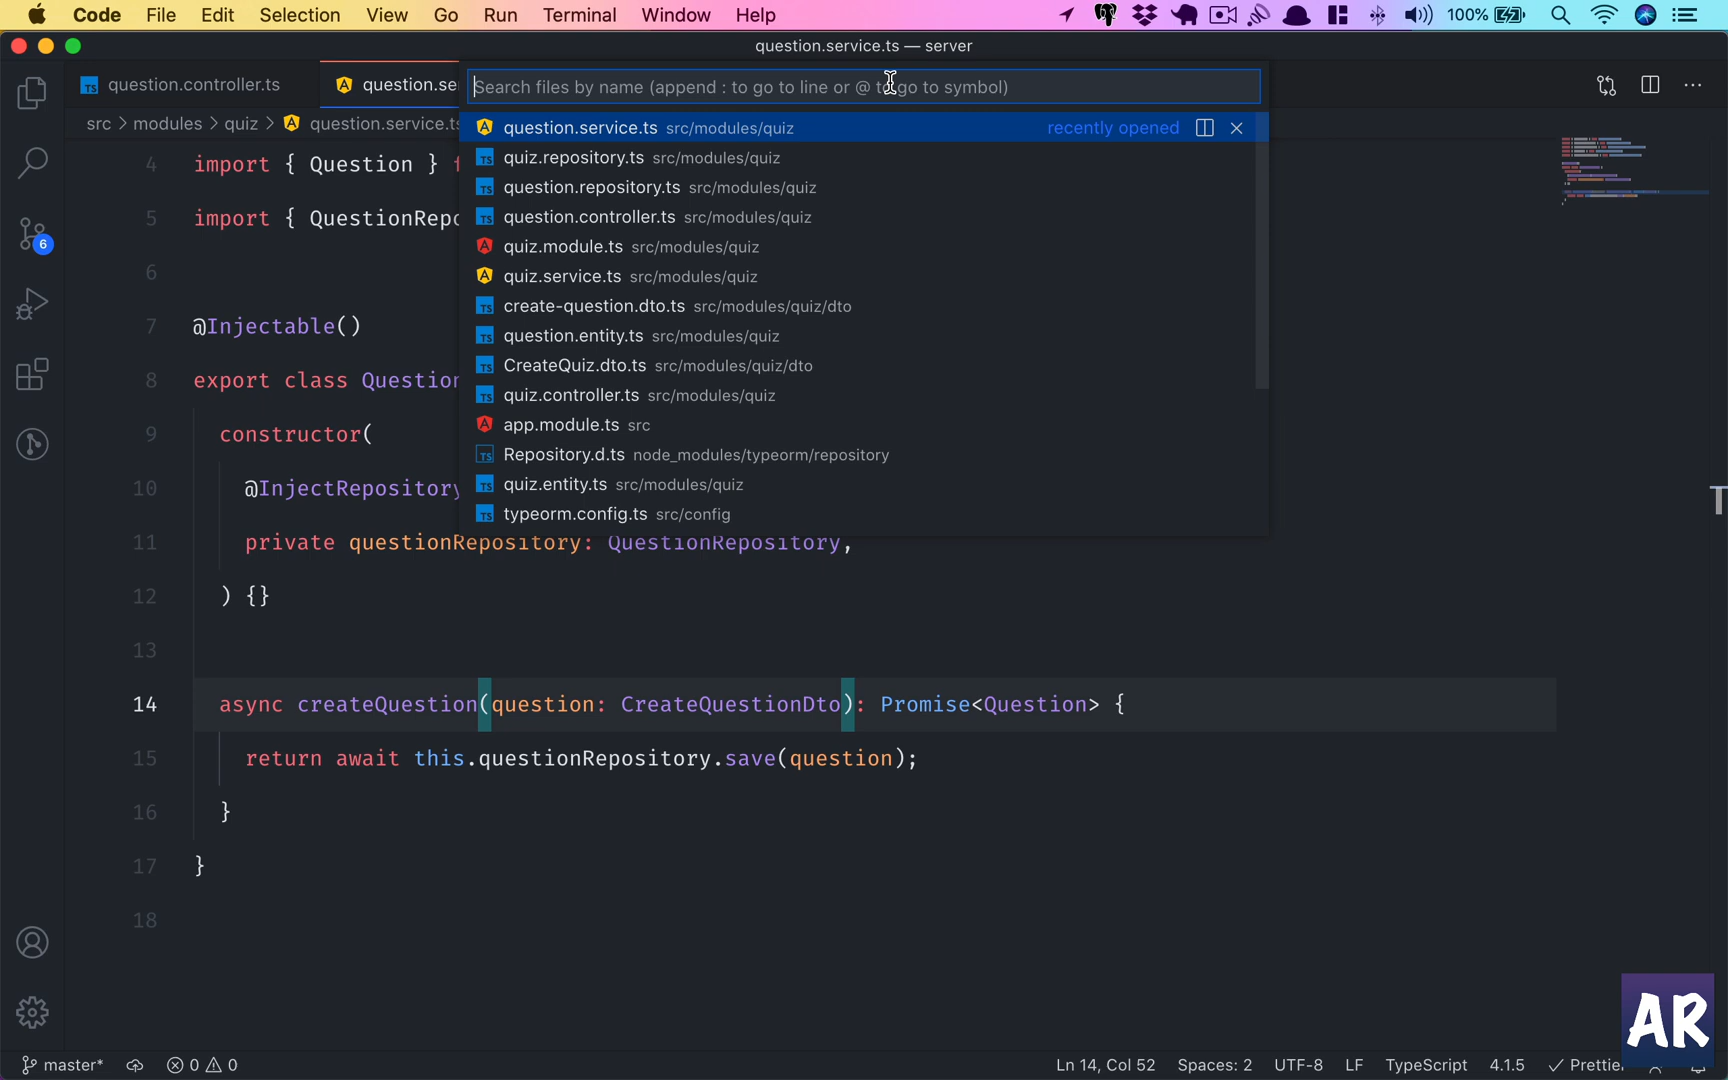 Code File Edit Selection View Go Run Terminal Window Help 100%
question.service.ts — server
question.controller.ts
Search files by name (append : to go to line or @ to go to symbol)
src > modules > quiz > question.service.ts
question.service.ts src/modules/quiz recently opened
quiz.repository.ts src/modules/quiz
question.repository.ts src/modules/quiz
question.controller.ts src/modules/quiz
quiz.module.ts src/modules/quiz
quiz.service.ts src/modules/quiz
create-question.dto.ts src/modules/quiz/dto
question.entity.ts src/modules/quiz
CreateQuiz.dto.ts src/modules/quiz/dto
quiz.controller.ts src/modules/quiz
app.module.ts src
Repository.d.ts node_modules/typeorm/repository
quiz.entity.ts src/modules/quiz
typeorm.config.ts src/config
4 import { Question }
5 import { QuestionRepo
6
7 @Injectable()
8 export class Question
9 constructor(
10 @InjectRepository
11 private questionRepository: QuestionRepository,
12 ) {}
13
14 async createQuestion(question: CreateQuestionDto): Promise<Question> {
15 return await this.questionRepository.save(question);
16 }
17 }
18
6
AR
master* 0 0 Ln 14, Col 52 Spaces: 2 UTF-8 LF TypeScript 4.1.5 Prettier